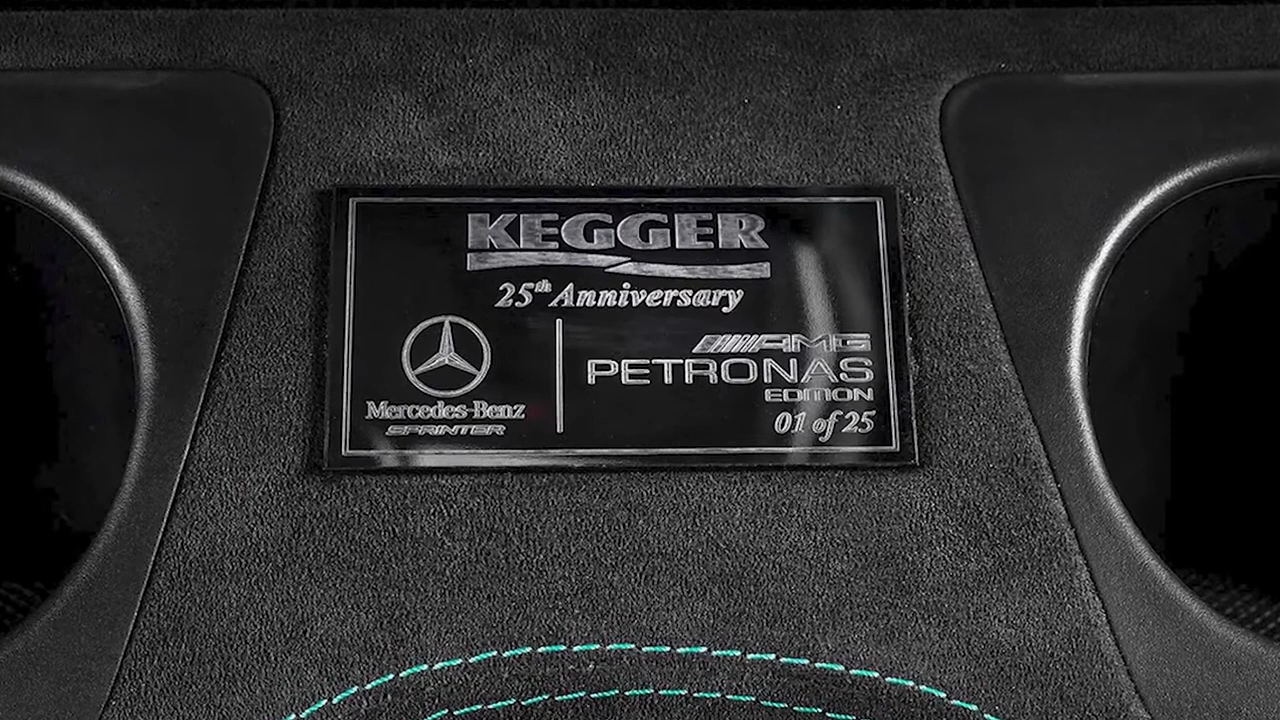 KEGGER
25th Anniversary
Mercedes-Benz
SPRINTER
AMG
PETRONAS
EDITION
01 of 25